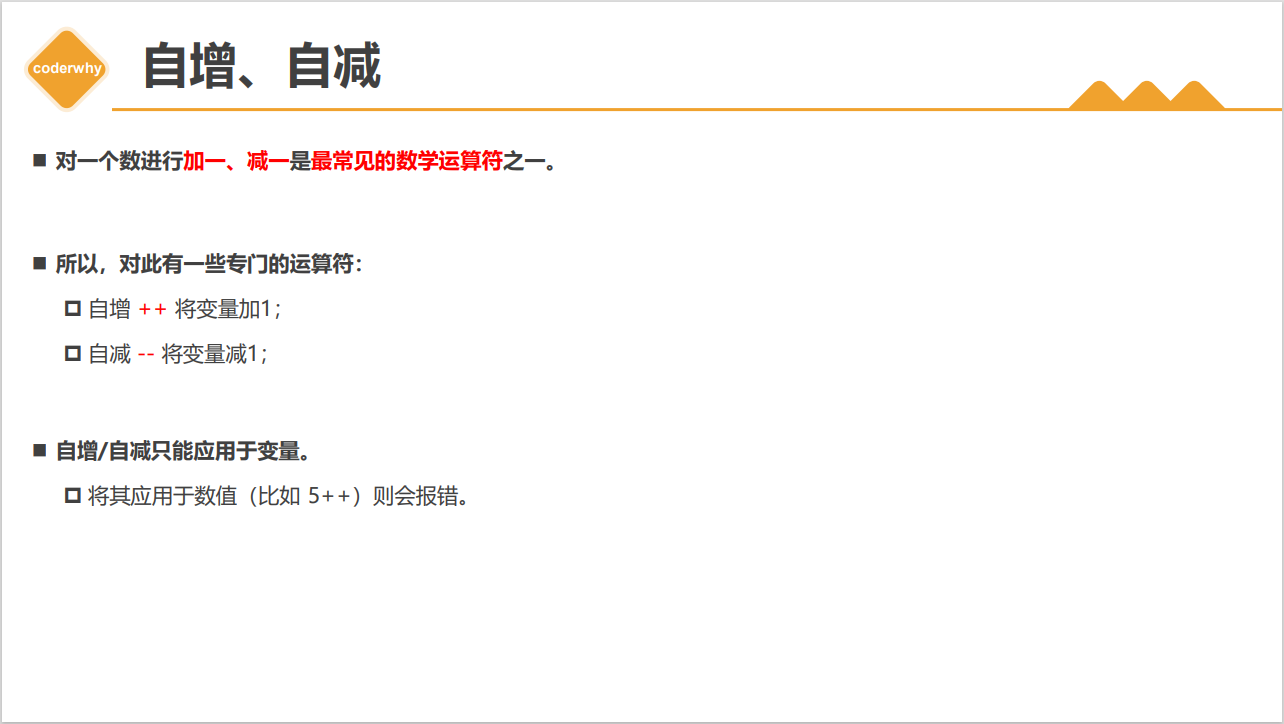 coderwhy
自增、自减
对一个数进行加一、减一是最常见的数学运算符之一。
所以，对此有一些专门的运算符：
自增 ++ 将变量加1；
自减 -- 将变量减1；
自增/自减只能应用于变量。
将其应用于数值（比如 5++）则会报错。